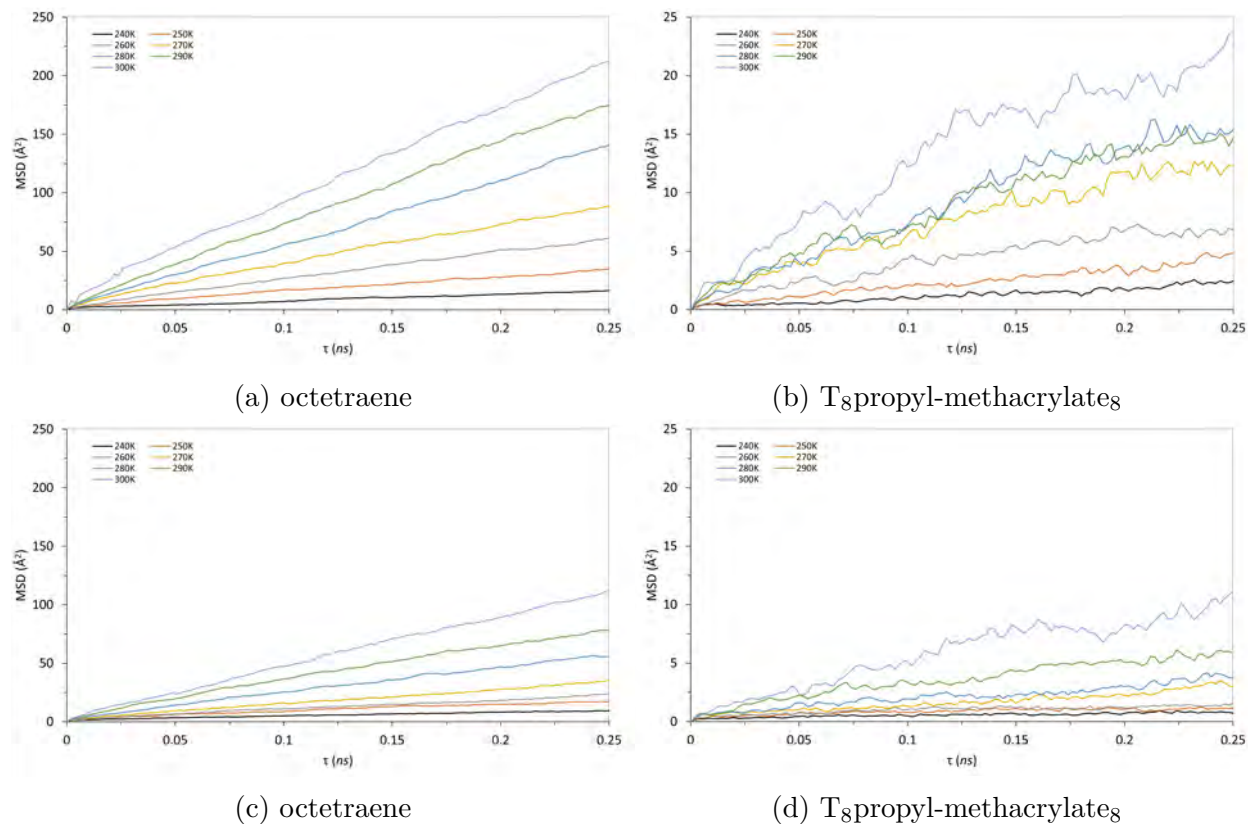 250
200
150
100
50
0
MSD (Å²)
240K 250K
260K 270K
280K 290K
300K
0 0.05 0.1 0.15 0.2 0.25
τ (ns)
(a) octetraene
25
20
15
10
5
0
MSD (Å²)
240K 250K
260K 270K
280K 290K
300K
0 0.05 0.1 0.15 0.2 0.25
τ (ns)
(b) T₈propyl-methacrylate₈
250
200
150
100
50
0
MSD (Å²)
240K 250K
260K 270K
280K 290K
300K
0 0.05 0.1 0.15 0.2 0.25
τ (ns)
(c) octetraene
25
20
15
10
5
0
MSD (Å²)
240K 250K
260K 270K
280K 290K
300K
0 0.05 0.1 0.15 0.2 0.25
τ (ns)
(d) T₈propyl-methacrylate₈